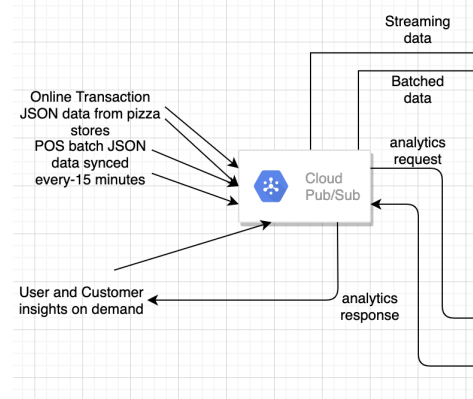 Streaming
data
Batched
data
Online Transaction
JSON data from pizza
stores
POS batch JSON
data synced
every-15 minutes
analytics
request
Cloud
Pub/Sub
User and Customer
insights on demand
analytics
response